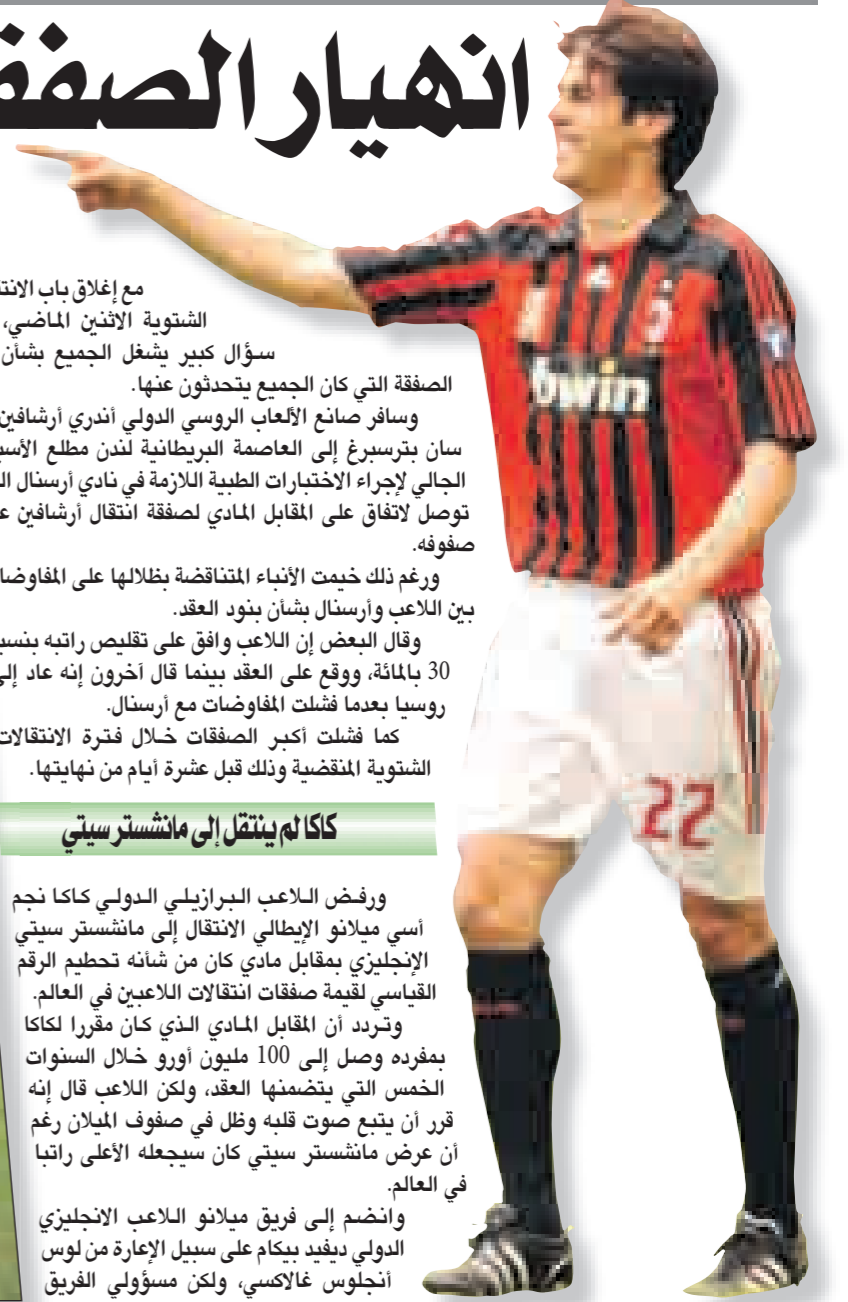 انهيار
مع إغلاق باب
الشتوية الاثنين الماضي،
سؤال كبير يشغل الجميع بشأن
الصفقة التي كان الجميع يتحدثون عنها.
وسافر صانع الألعاب الروسي الدولي أندري أرشافين
سان بترسبرغ إلى العاصمة البريطانية لندن مطلع
الجالي لإجراء الاختبارات الطبية اللازمة في نادي أرسنال
توصل لاتفاق على المقابل المادي لصفقة انتقال أرشافين
صفوفه.
ورغم ذلك خيمت الأنباء المتناقضة بظلالها على
بين اللاعب وأرسنال بشأن بنود العقد.
وقال البعض إن اللاعب وافق على تقليص راتبه
30 بالمائة، ووقع على العقد بينما قال آخرون إنه عاد
روسيا بعدما فشلت المفاوضات مع أرسنال.
كما فشلت أكبر الصفقات خلال فترة الانتقالات
الشتوية المنقضية وذلك قبل عشرة أيام من نهايتها.
كاكا لم ينتقل إلى مانشستر سيتي
ورفض اللاعب البرازيلي الدولي كاكا نجم
أسي ميلانو الإيطالي الانتقال إلى مانشستر سيتي
الإنجليزي بمقابل مادي كان من شأنه تحطيم الرقم
القياسي لقيمة صفقات انتقالات اللاعبين في العالم.
وتردد أن المقابل المادي الذي كان مقررا لكاكا
بمفرده وصل إلى 100 مليون أورو خلال السنوات
الخمس التي يتضمنها العقد، ولكن اللاعب قال إنه
قرر أن يتبع صوت قلبه وظل في صفوف الميلان رغم
أن عرض مانشستر سيتي كان سيجعله الأعلى راتبا
في العالم.
وانضم إلى فريق ميلانو اللاعب الانجليزي
الدولي ديفيد بيكام على سبيل الإعارة من لوس
أنجلوس غالاكسي، ولكن مسؤولي الفريق
bwin
22